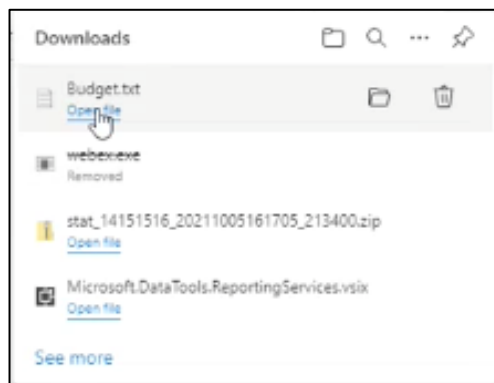 Downloads
Budget.txt
Open file
webex.exe
Removed
stat_14151516_20211005161705_213400.zip
Open file
Microsoft.DataTools.ReportingServices.vsix
Open file
See more